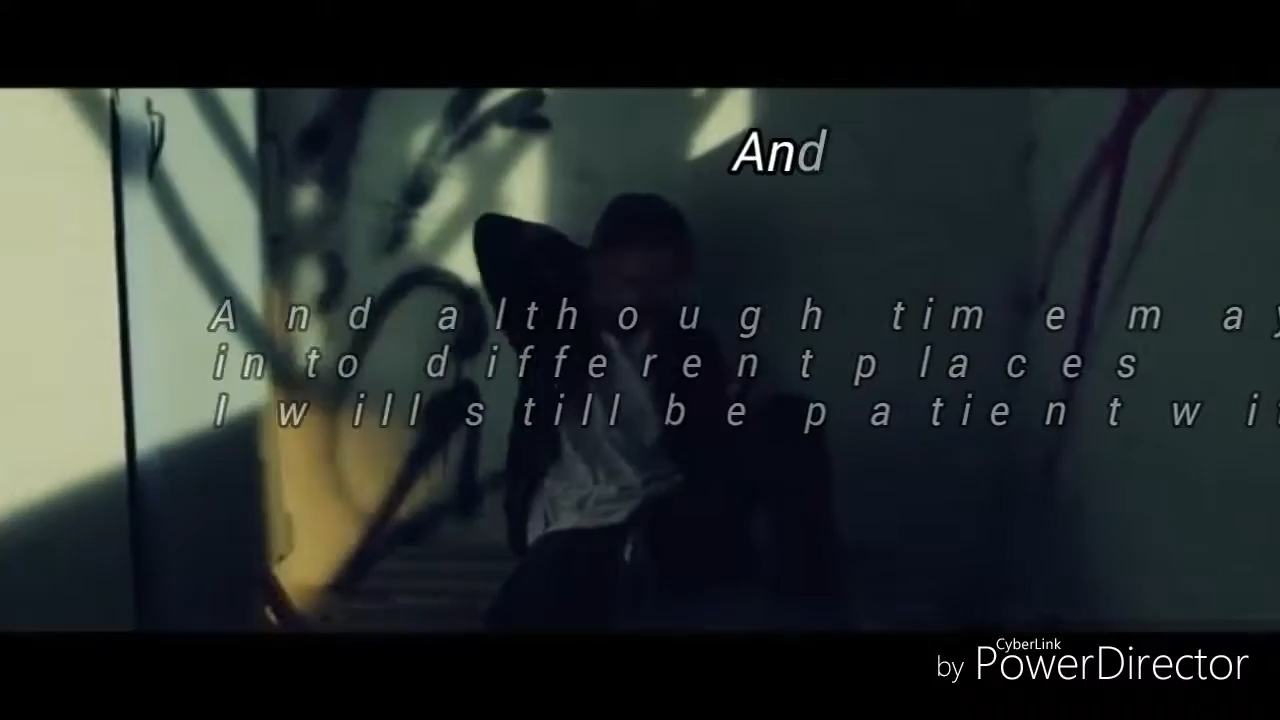 And
And although time may
into different places
I will still be patient wi
CyberLink
by PowerDirector